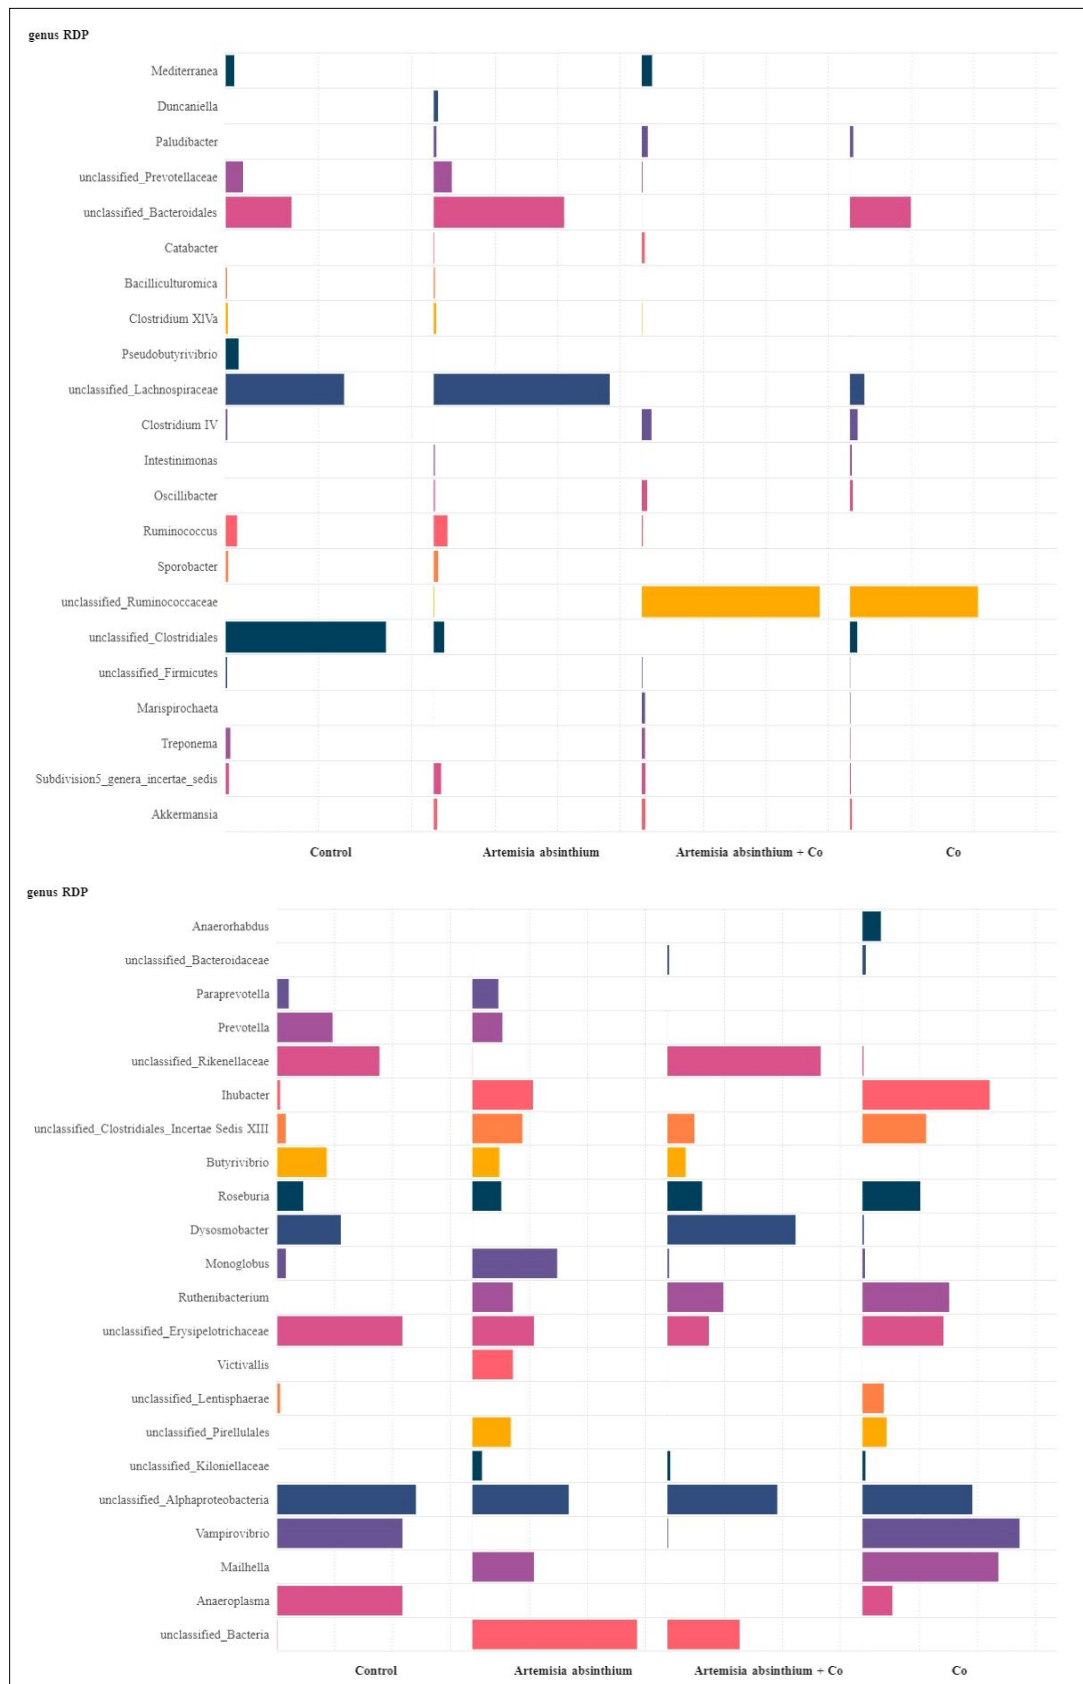 genus RDP
Mediterranea
Duncaniella
Paludibacter
unclassified_Prevotellaceae
unclassified_Bacteroidales
Catabacter
Bacilliculturomica
Clostridium XlVa
Pseudobutyrivibrio
unclassified_Lachnospiraceae
Clostridium IV
Intestinimonas
Oscillibacter
Ruminococcus
Sporobacter
unclassified_Ruminococcaceae
unclassified_Clostridiales
unclassified_Firmicutes
Marispirochaeta
Treponema
Subdivision5_genera_incertae_sedis
Akkermansia
Control Artemisia absinthium Artemisia absinthium + Co Co
genus RDP
Anaerorhabdus
unclassified_Bacteroidaceae
Paraprevotella
Prevotella
unclassified_Rikenellaceae
Ihubacter
unclassified_Clostridiales_Incertae Sedis XIII
Butyrivibrio
Roseburia
Dysosmobacter
Monoglobus
Ruthenibacterium
unclassified_Erysipelotrichaceae
Victivallis
unclassified_Lentisphaerae
unclassified_Pirellulales
unclassified_Kiloniellaceae
unclassified_Alphaproteobacteria
Vampirovibrio
Mailhella
Anaeroplasma
unclassified_Bacteria
Control Artemisia absinthium Artemisia absinthium + Co Co